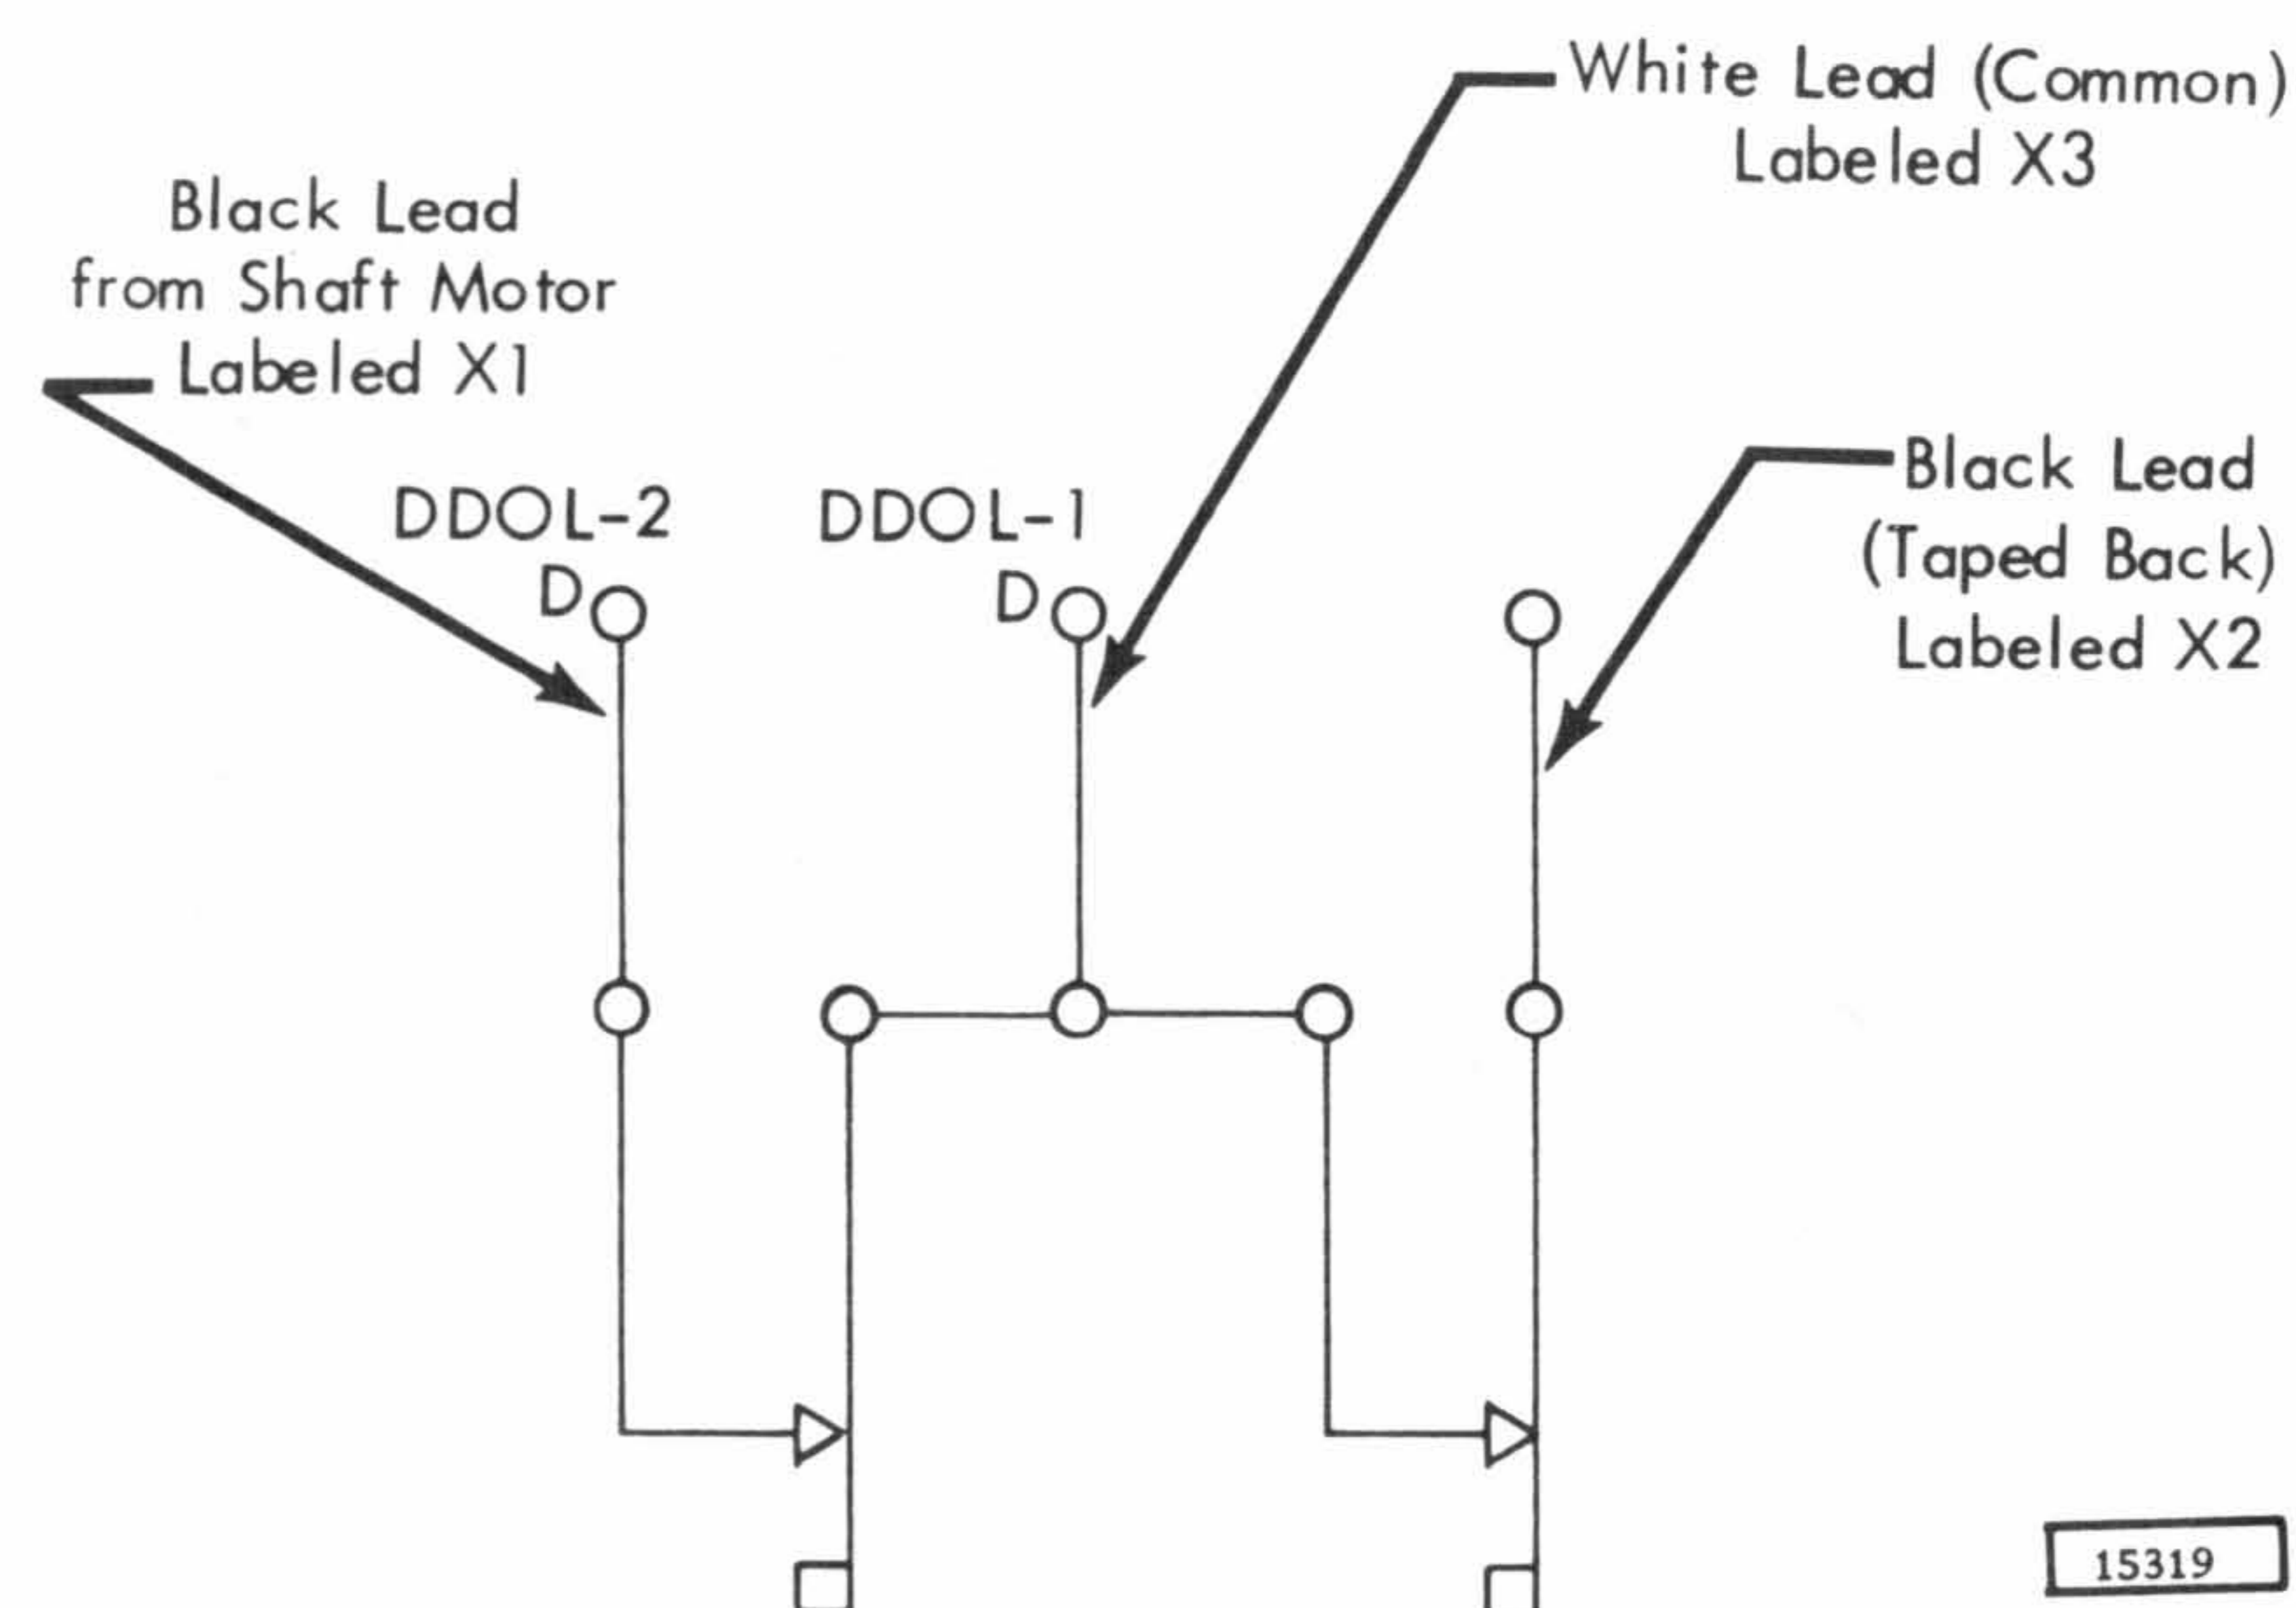 White Lead (Common)
Labeled X3
Black Lead
from Shaft Motor
Labeled X1
Black Lead
(Taped Back)
Labeled X2
DDOL-2
D
DDOL-1
D
15319